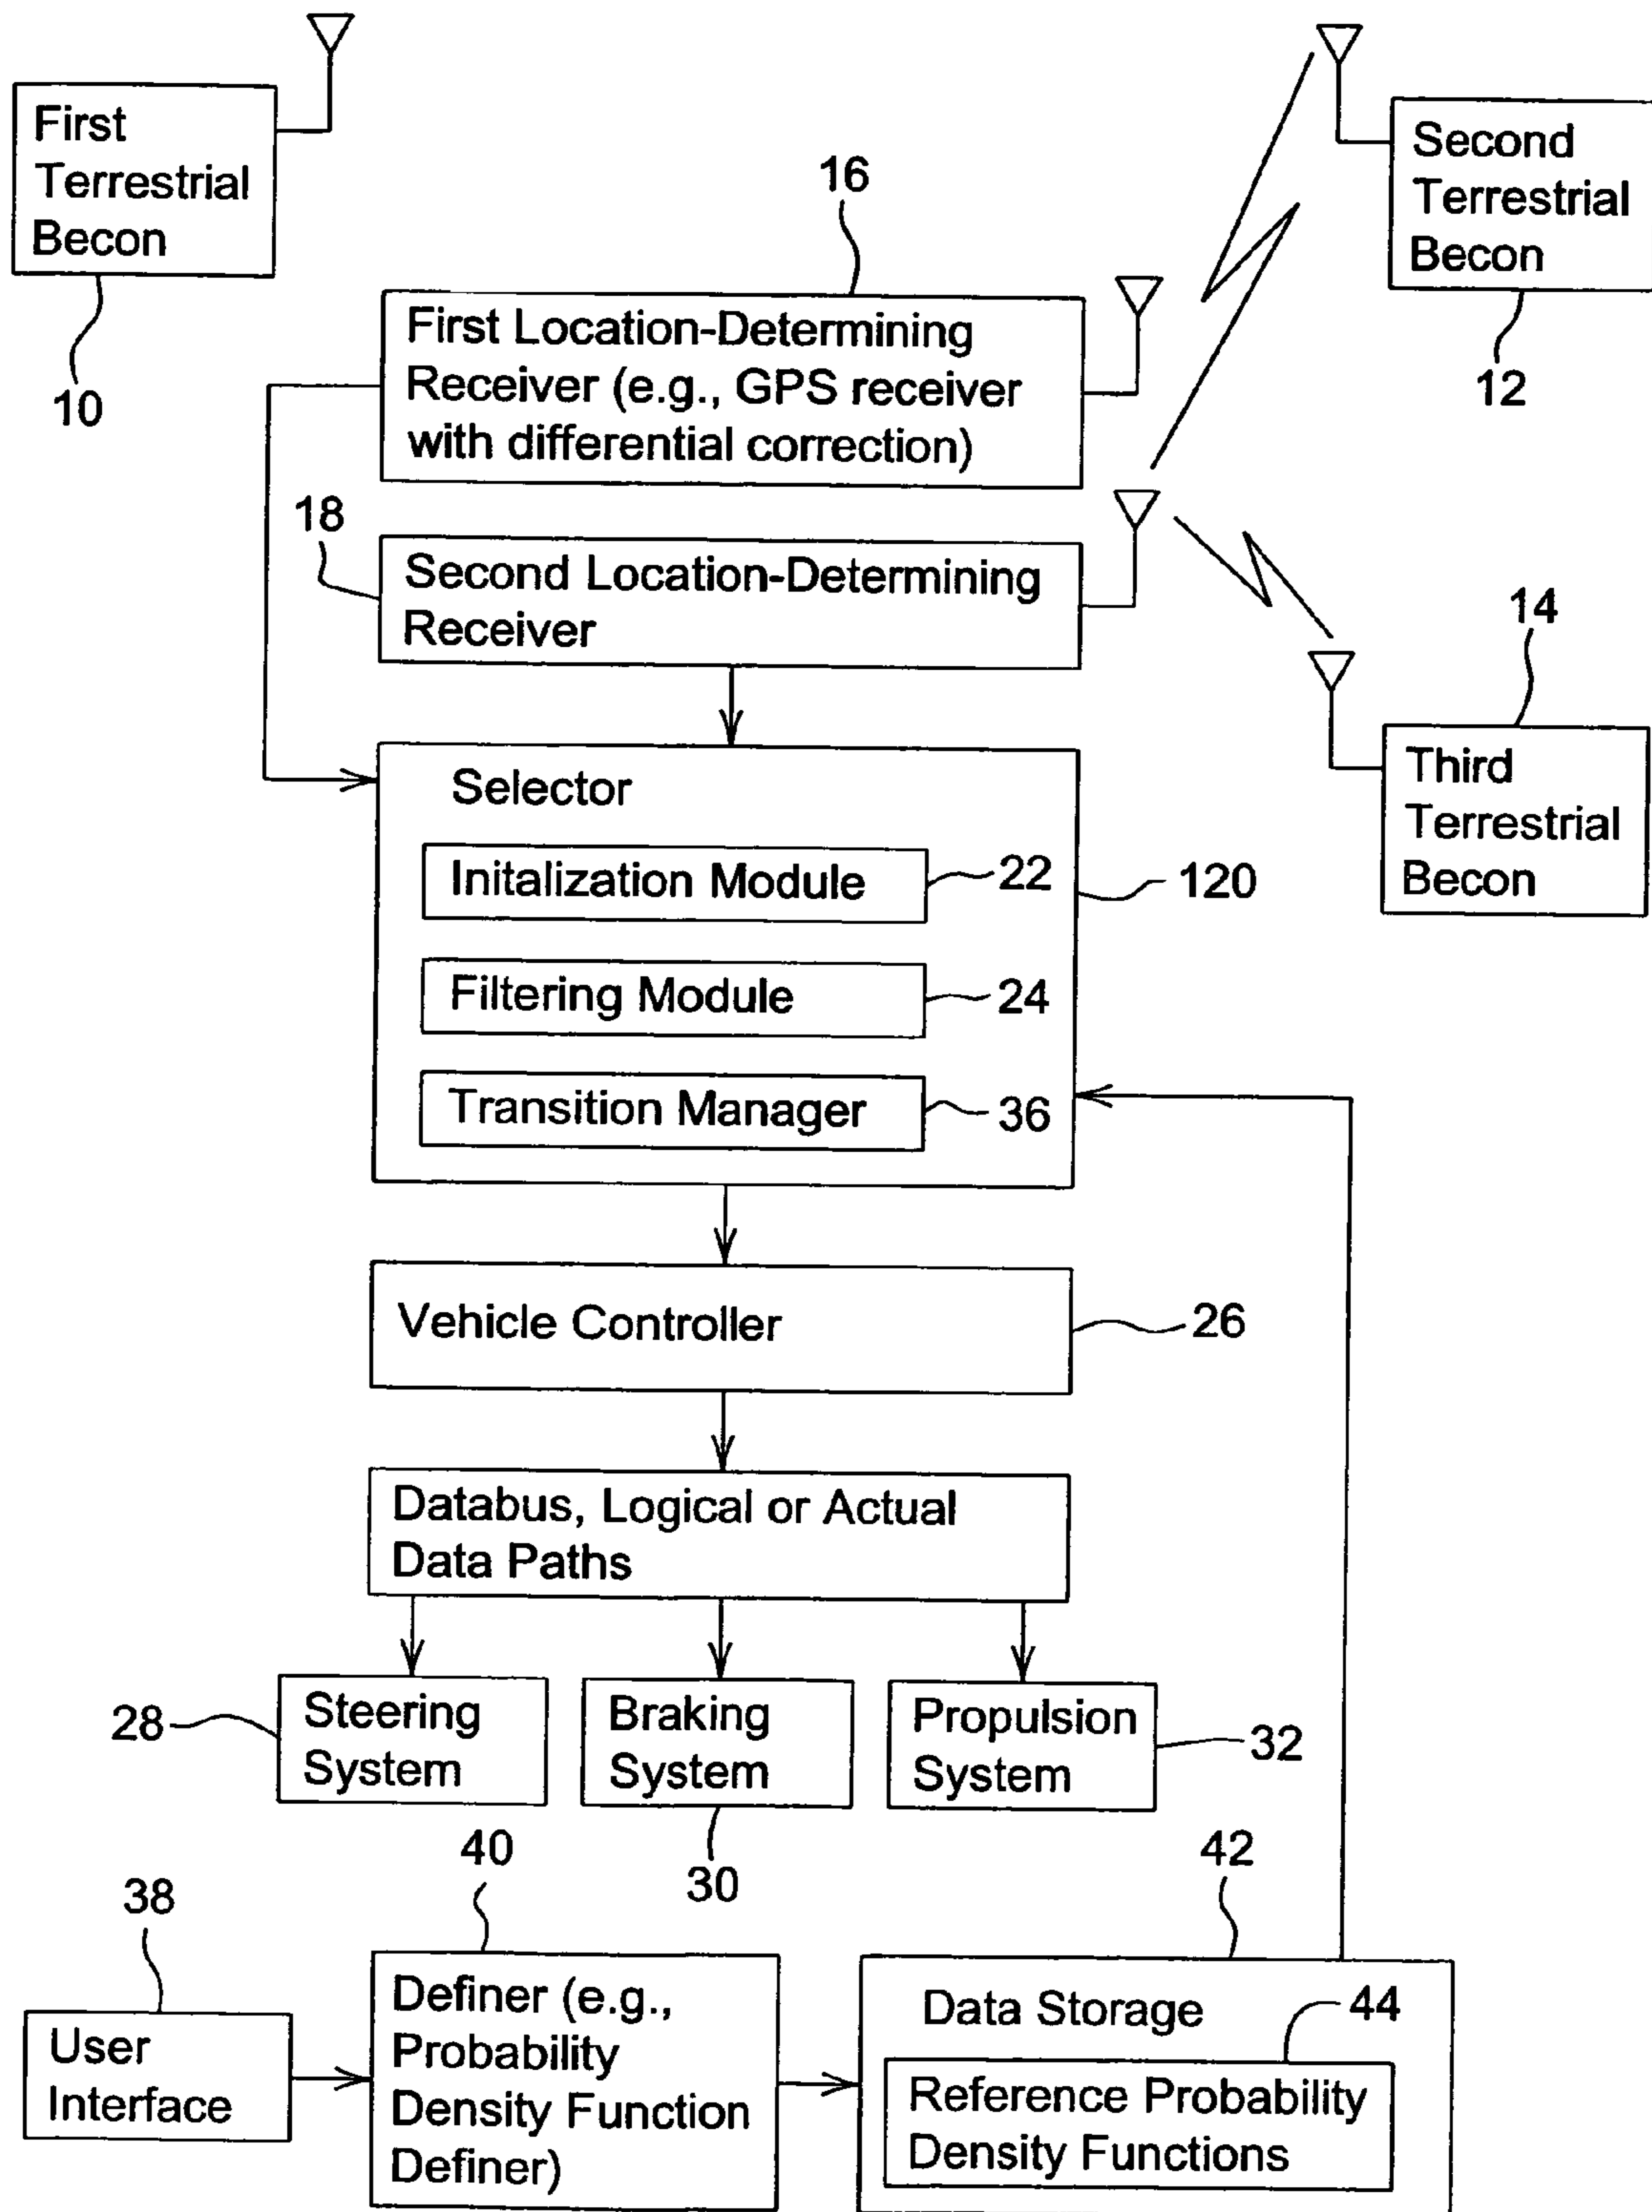 First
Terrestrial
Becon
10
Second
Terrestrial
Becon
12
16
First Location-Determining
Receiver (e.g., GPS receiver
with differential correction)
18
Second Location-Determining
Receiver
14
Third
Terrestrial
Becon
Selector
Initalization Module
22
120
Filtering Module
24
Transition Manager
36
Vehicle Controller
26
Databus, Logical or Actual
Data Paths
28
Steering
System
Braking
System
30
Propulsion
System
32
38
User
Interface
40
Definer (e.g.,
Probability
Density Function
Definer)
42
Data Storage
44
Reference Probability
Density Functions